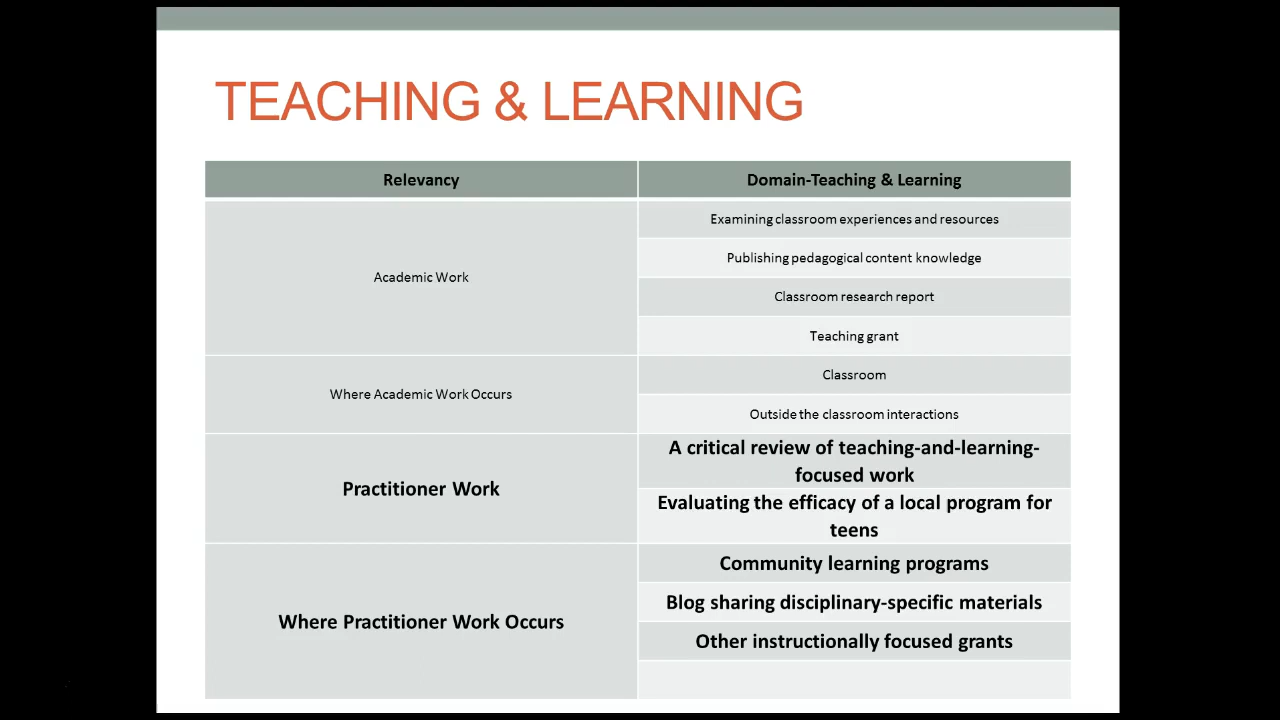 TEACHING & LEARNING
Relevancy
Domain-Teaching & Learning
Academic Work
Examining classroom experiences and resources
Publishing pedagogical content knowledge
Classroom research report
Teaching grant
Where Academic Work Occurs
Classroom
Outside the classroom interactions
Practitioner Work
A critical review of teaching-and-learning-
focused work
Evaluating the efficacy of a local program for
teens
Where Practitioner Work Occurs
Community learning programs
Blog sharing disciplinary-specific materials
Other instructionally focused grants